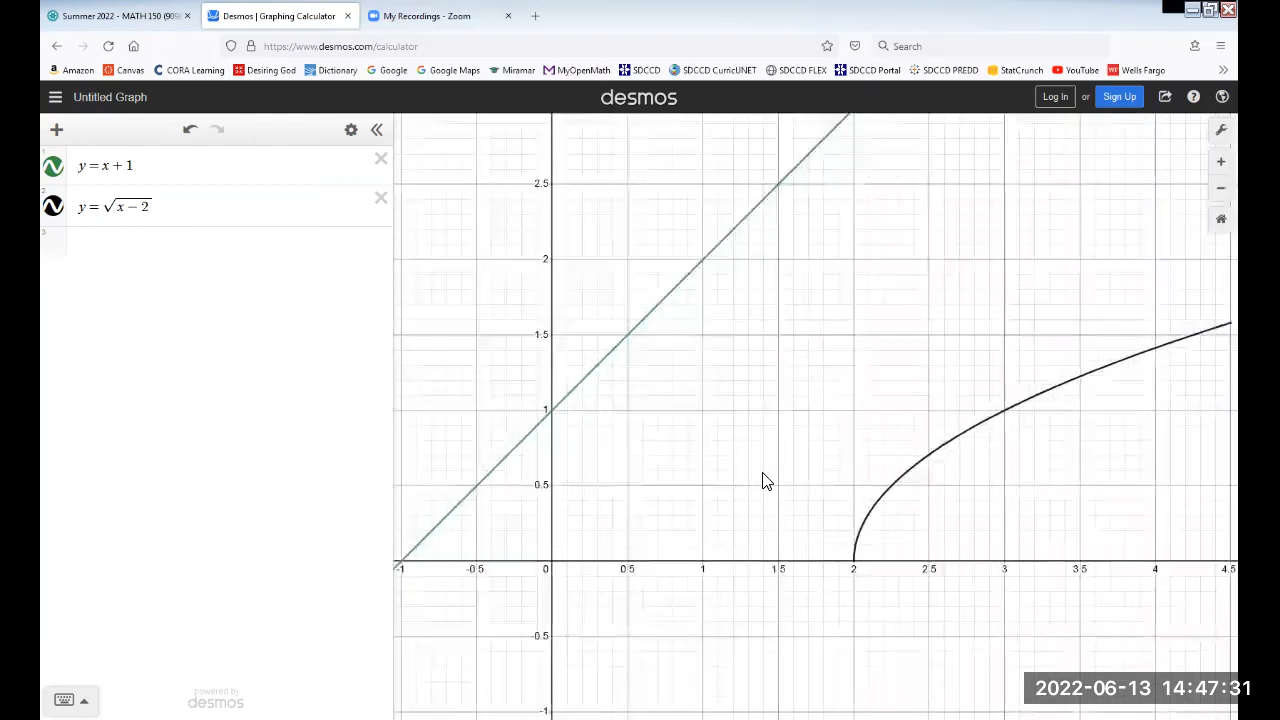 Summer 2022 - MATH 150 (9098
Desmos | Graphing Calculator
My Recordings - Zoom
https://www.desmos.com/calculator
Search
Amazon Canvas CORA Learning Desiring God Dictionary Google Google Maps Miramar MyOpenMath SDCCD SDCCD CurricUNET SDCCD FLEX SDCCD Portal SDCCD PREDD StatCrunch YouTube Wells Fargo
Untitled Graph
desmos
Log In or Sign Up
1
y = x + 1
2
y = √x − 2
3
2.5
2
1.5
1
0.5
-1 -0.5 0 0.5 1 1.5 2 2.5 3 3.5 4 4.5
-0.5
-1
powered by
desmos
2022-06-13 14:47:31